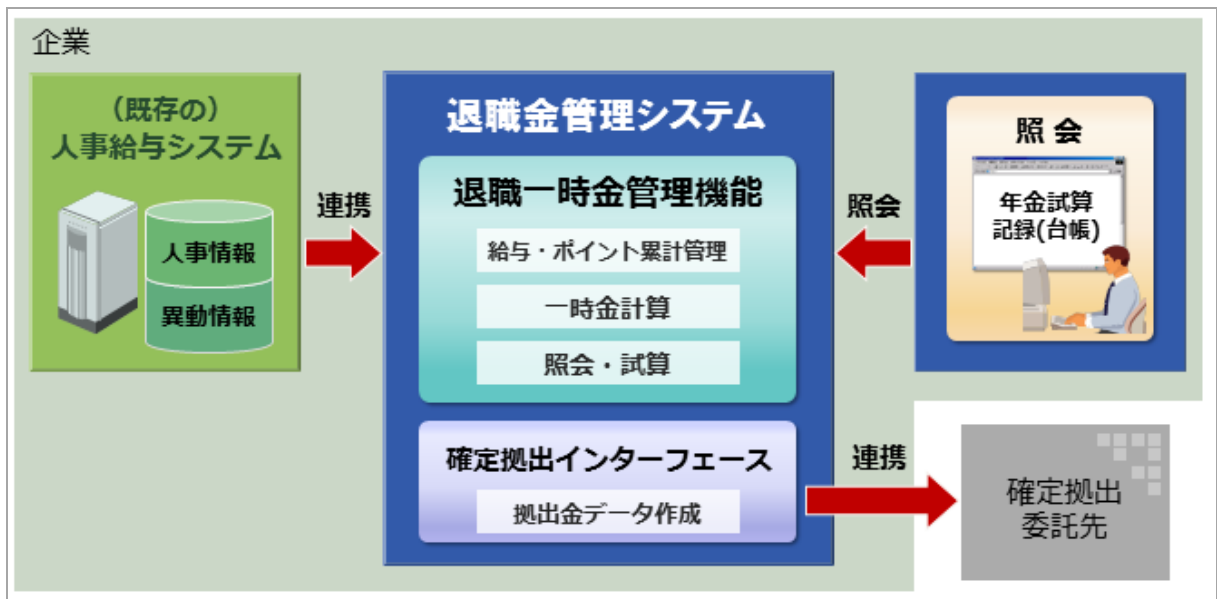 企業
(既存の)
人事給与システム
人事情報
異動情報
連携
退職金管理システム
退職一時金管理機能
給与・ポイント累計管理
一時金計算
照会・試算
確定拠出インターフェース
拠出金データ作成
照会
照 会
年金試算
記録(台帳)
連携
確定拠出
委託先